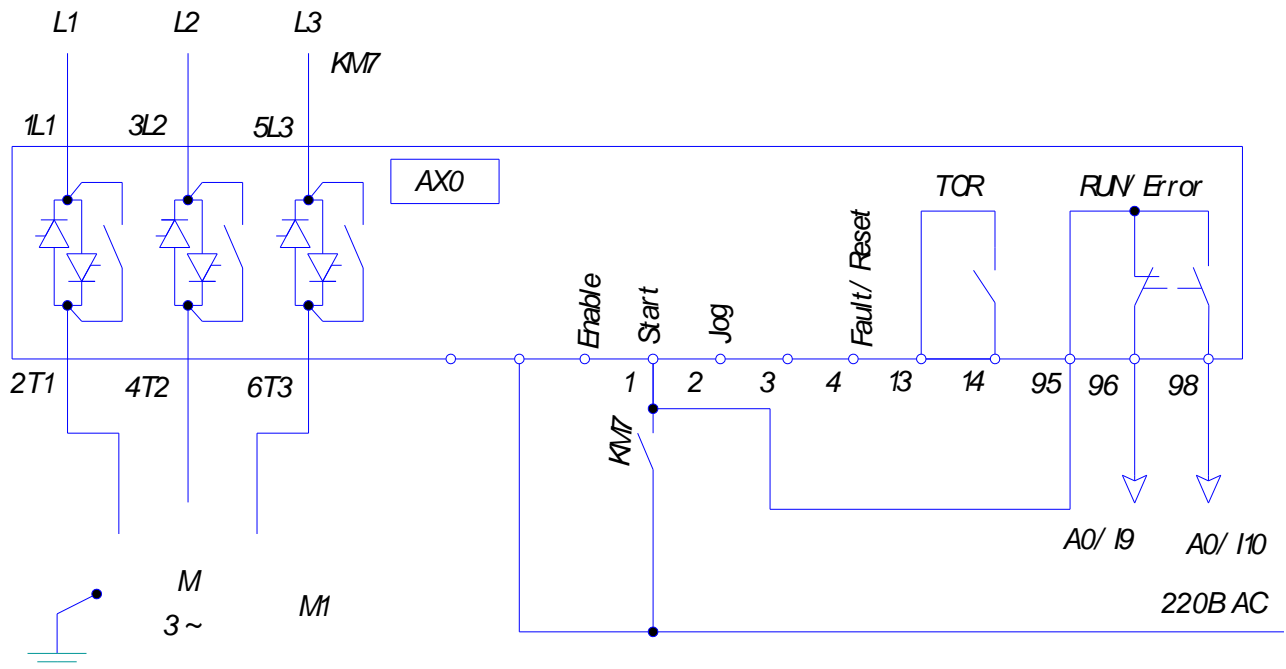 L1 L2 L3
KM7
1L1 3L2 5L3
AX0
TOR RUN/ Error
Enable
Start
Jog
Fault/ Reset
2T1 4T2 6T3 1 2 3 4 13 14 95 96 98
KM7
A0/ I9 A0/ I10
M M1
3 ~
220B AC